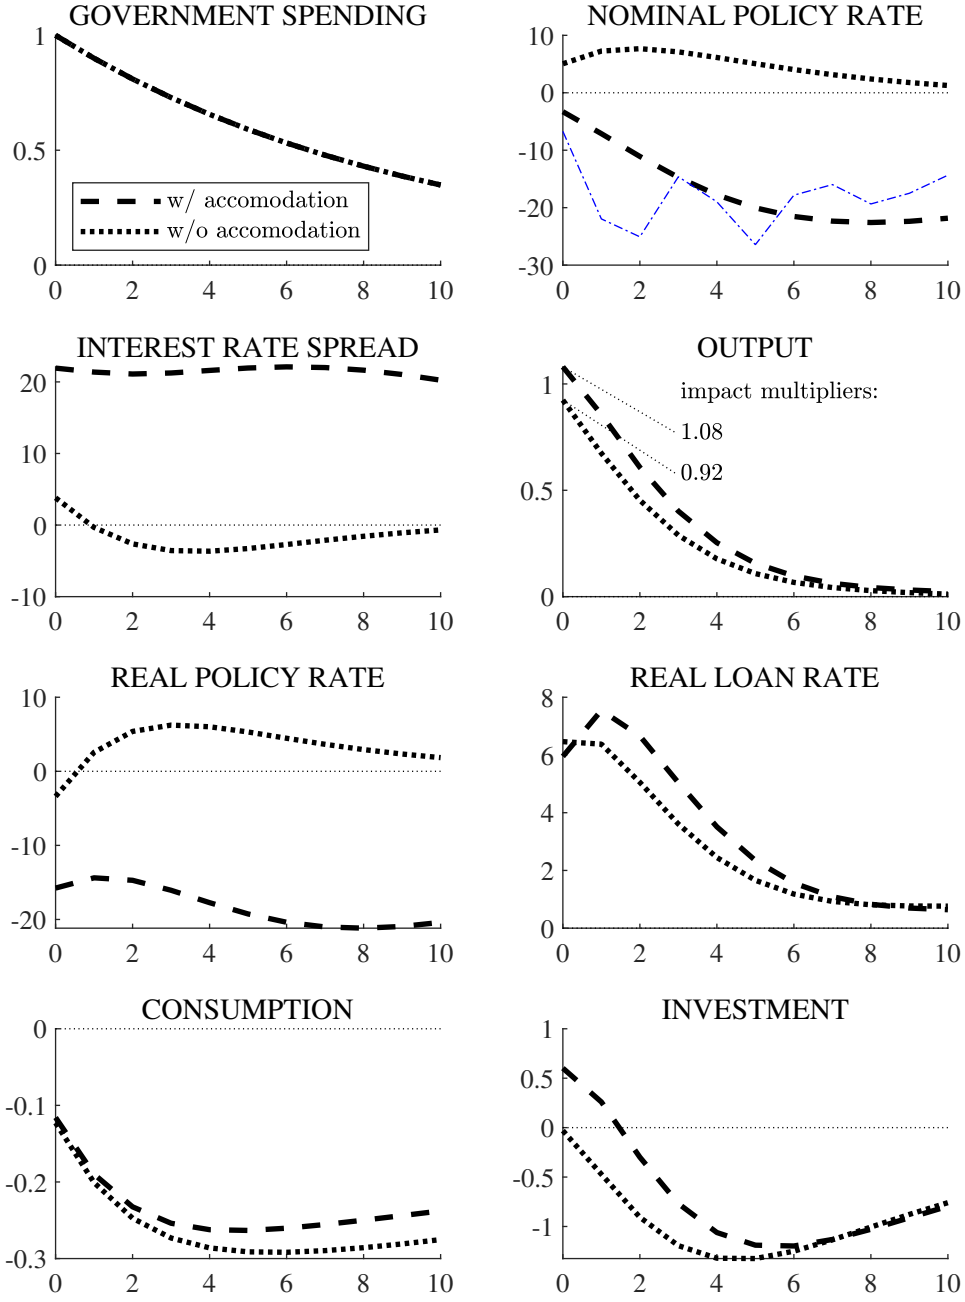 GOVERNMENT SPENDING
1
0.5
0
w/ accomodation
w/o accomodation
0 2 4 6 8 10
NOMINAL POLICY RATE
10
0
-10
-20
-30
0 2 4 6 8 10
INTEREST RATE SPREAD
20
10
0
-10
0 2 4 6 8 10
OUTPUT
1
0.5
0
impact multipliers:
1.08
0.92
0 2 4 6 8 10
REAL POLICY RATE
10
0
-10
-20
0 2 4 6 8 10
REAL LOAN RATE
8
6
4
2
0
0 2 4 6 8 10
CONSUMPTION
0
-0.1
-0.2
-0.3
0 2 4 6 8 10
INVESTMENT
1
0.5
0
-0.5
-1
0 2 4 6 8 10